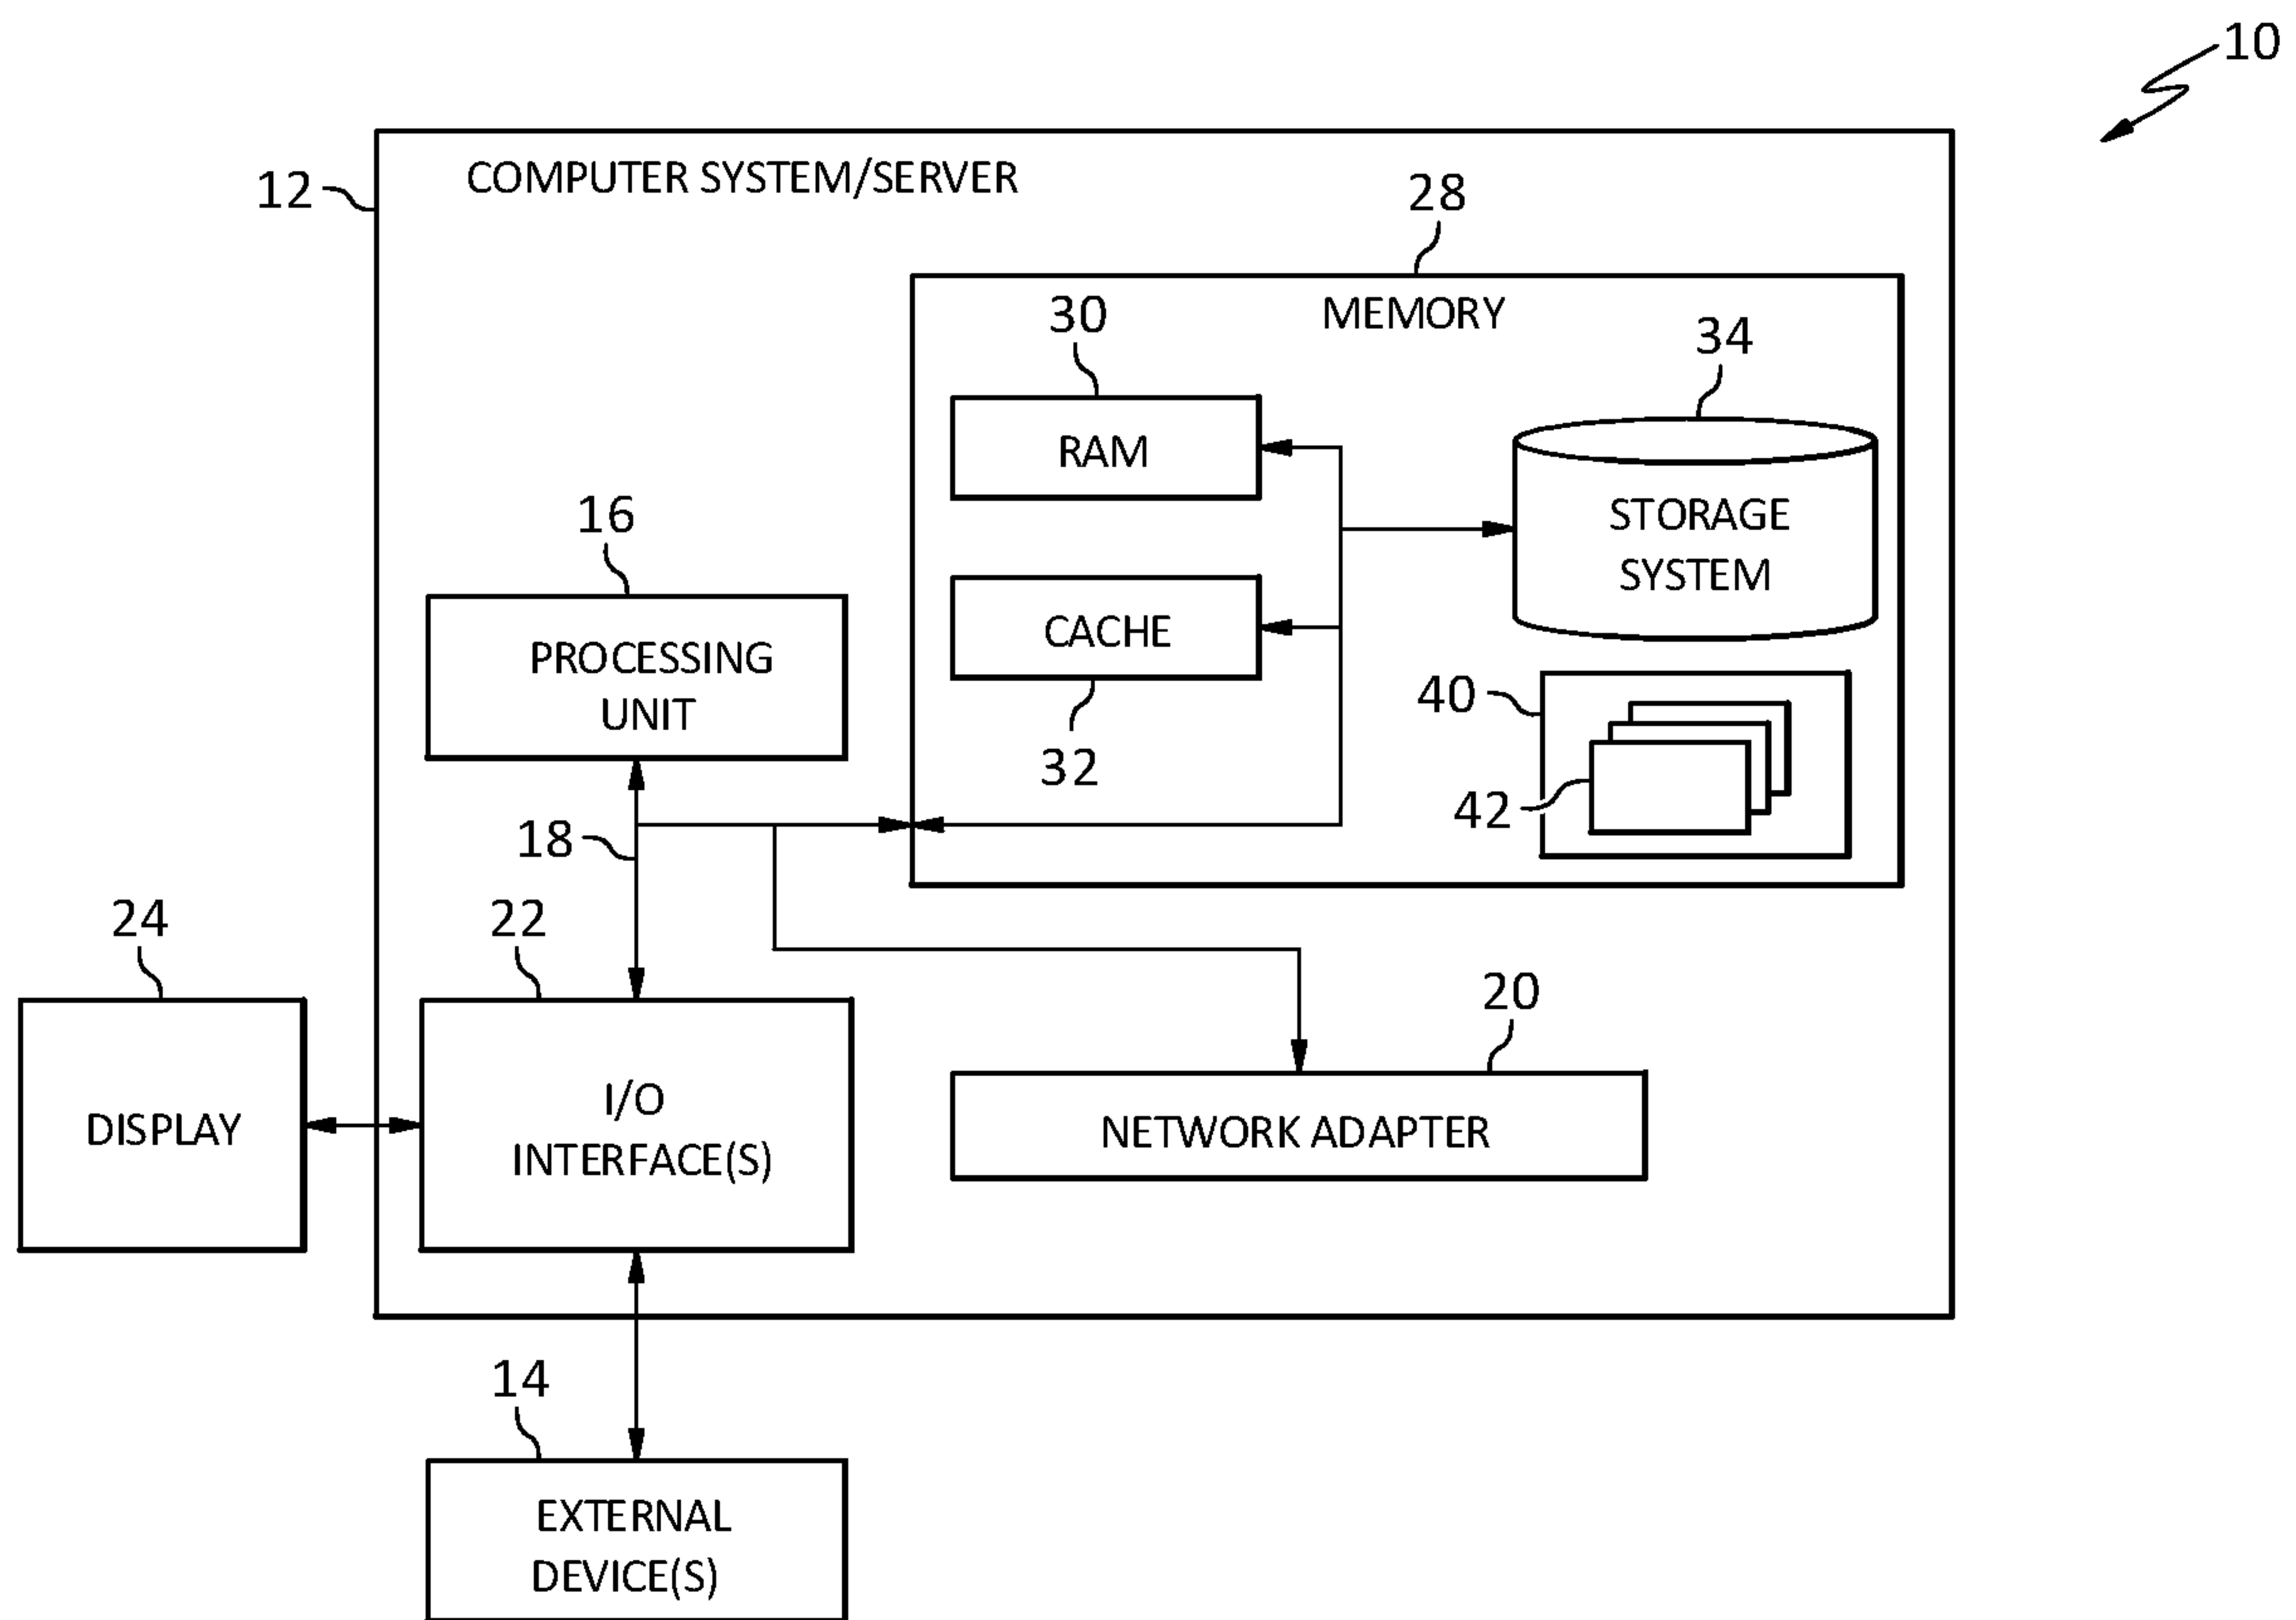 10
12
COMPUTER SYSTEM/SERVER
28
MEMORY
30
RAM
34
STORAGE
SYSTEM
16
PROCESSING
UNIT
CACHE
32
40
42
18
24
DISPLAY
22
I/O
INTERFACE(S)
20
NETWORK ADAPTER
14
EXTERNAL
DEVICE(S)